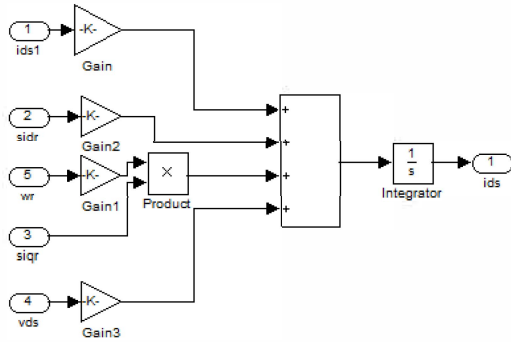 1
-K-
ids1
Gain
+
2
-K-
+
sidr
Gain2
5
-K-
×
+
1
s
1
wr
Gain1
Product
Integrator
ids
3
+
siqr
4
-K-
vds
Gain3